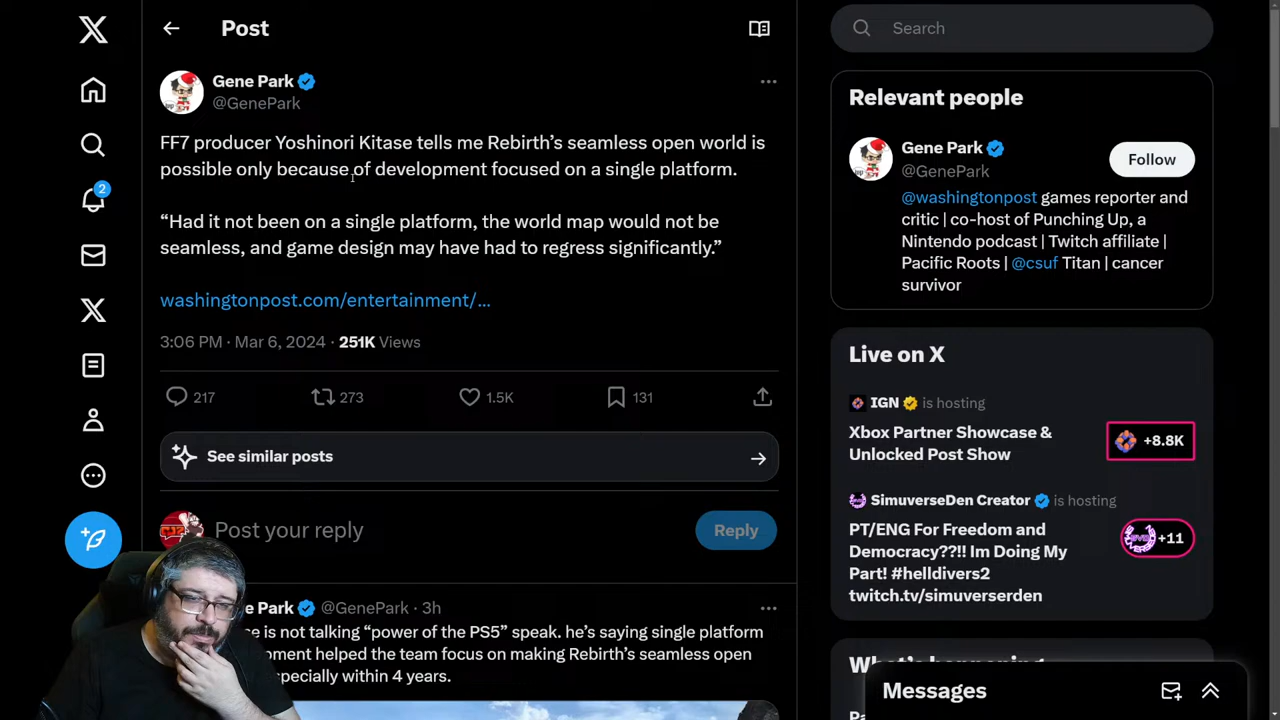 Post
Gene Park
@GenePark
FF7 producer Yoshinori Kitase tells me Rebirth’s seamless open world is
possible only because of development focused on a single platform.
“Had it not been on a single platform, the world map would not be
seamless, and game design may have had to regress significantly.”
washingtonpost.com/entertainment/…
3:06 PM · Mar 6, 2024 · 251K Views
217
273
1.5K
131
See similar posts
Post your reply
Reply
e Park @GenePark · 3h
e is not talking “power of the PS5” speak. he’s saying single platform
opment helped the team focus on making Rebirth’s seamless open
specially within 4 years.
2
Search
Relevant people
Gene Park
@GenePark
Follow
@washingtonpost games reporter and
critic | co-host of Punching Up, a
Nintendo podcast | Twitch affiliate |
Pacific Roots | @csuf Titan | cancer
survivor
Live on X
IGN is hosting
Xbox Partner Showcase &
Unlocked Post Show
+8.8K
SimuverseDen Creator is hosting
PT/ENG For Freedom and
Democracy??!! Im Doing My
Part! #helldivers2
twitch.tv/simuverserden
+11
What’s happening
Messages